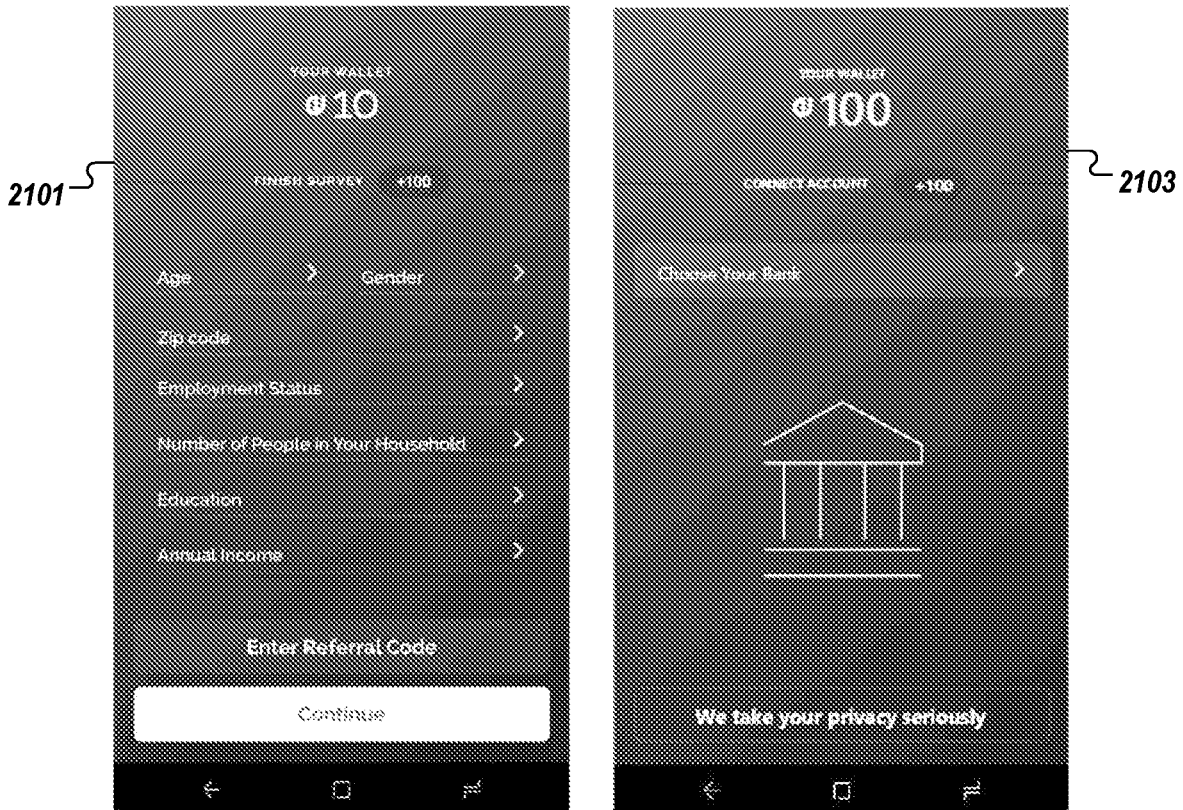 YOUR WALLET
10
FINISH SURVEY +100
Age Gender
Zip code
Employment Status
Number of People in Your Household
Education
Annual Income
Enter Referral Code
Continue
2101
YOUR WALLET
100
CONNECT ACCOUNT +100
Choose Your Bank
We take your privacy seriously
2103